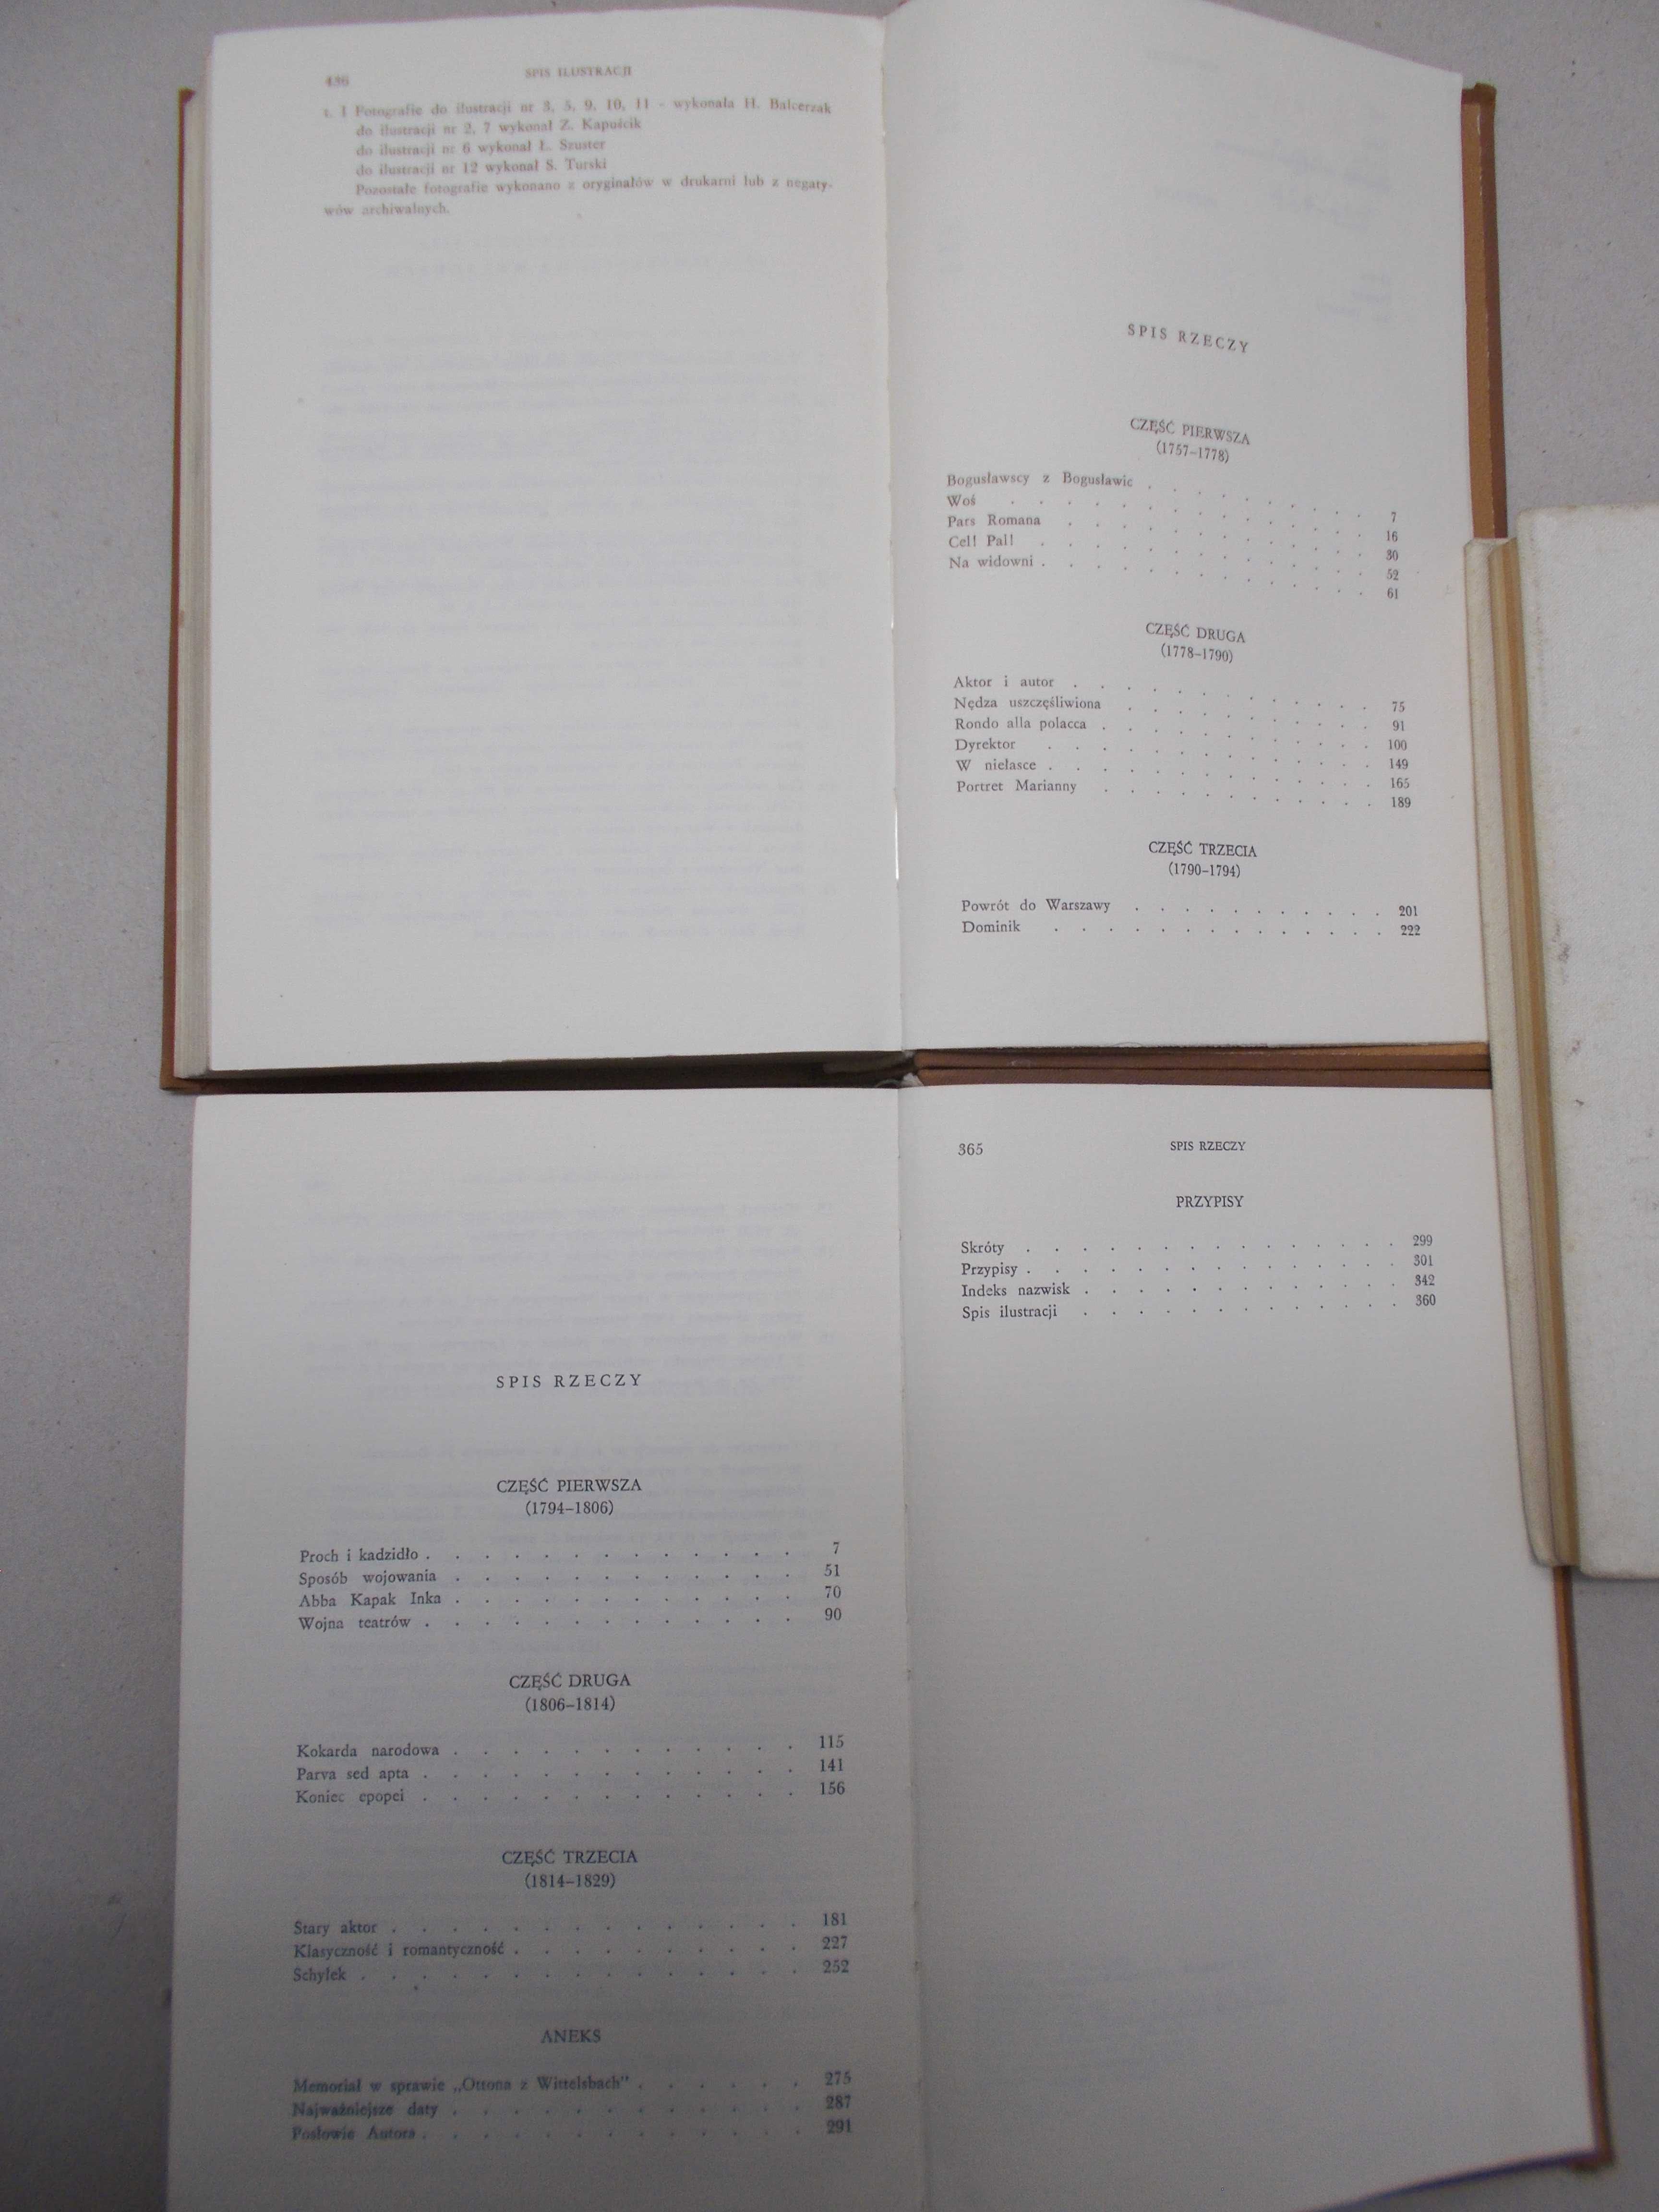 436 SPIS ILUSTRACJI
t. I Fotografie do ilustracji nr 3, 5, 9, 10, 11 - wykonała H. Balcerzak
do ilustracji nr 2, 7 wykonał Z. Kapuścik
do ilustracji nr 6 wykonał Ł. Szuster
do ilustracji nr 12 wykonał S. Turski
Pozostałe fotografie wykonano z oryginałów w drukarni lub z negaty-
wów archiwalnych.
SPIS RZECZY
CZĘŚĆ PIERWSZA
(1757–1778)
Bogusławscy z Bogusławic . . . . . . . . . 7
Woś . . . . . . . . . . . . . 16
Pars Romana . . . . . . . . . . . 30
Cel! Pal! . . . . . . . . . . . . 52
Na widowni . . . . . . . . . . . . 61
CZĘŚĆ DRUGA
(1778–1790)
Aktor i autor . . . . . . . . . . . 75
Nędza uszczęśliwiona . . . . . . . . . 91
Rondo alla polacca . . . . . . . . . . 100
Dyrektor . . . . . . . . . . . . 149
W niełasce . . . . . . . . . . . . 165
Portret Marianny . . . . . . . . . . 189
CZĘŚĆ TRZECIA
(1790–1794)
Powrót do Warszawy . . . . . . . . . . 201
Dominik . . . . . . . . . . . . . 222
SPIS RZECZY
CZĘŚĆ PIERWSZA
(1794–1806)
Proch i kadzidło . . . . . . . . . . . . . 7
Sposób wojowania . . . . . . . . . . . . 51
Abba Kapak Inka . . . . . . . . . . . . 70
Wojna teatrów . . . . . . . . . . . . . 90
CZĘŚĆ DRUGA
(1806–1814)
Kokarda narodowa . . . . . . . . . . . . 115
Parva sed apta . . . . . . . . . . . . . 141
Koniec epopei . . . . . . . . . . . . . 156
CZĘŚĆ TRZECIA
(1814–1829)
Stary aktor . . . . . . . . . . . . . . 181
Klasyczność i romantyczność . . . . . . . . . . 227
Schyłek . . . . . . . . . . . . . . . 252
ANEKS
Memoriał w sprawie „Ottona z Wittelsbach” . . . . . . 275
Najważniejsze daty . . . . . . . . . . . . 287
Posłowie Autora . . . . . . . . . . . . . 291
365 SPIS RZECZY
PRZYPISY
Skróty . . . . . . . . . . . . . . 299
Przypisy . . . . . . . . . . . . . . 301
Indeks nazwisk . . . . . . . . . . . . 342
Spis ilustracji . . . . . . . . . . . . 360